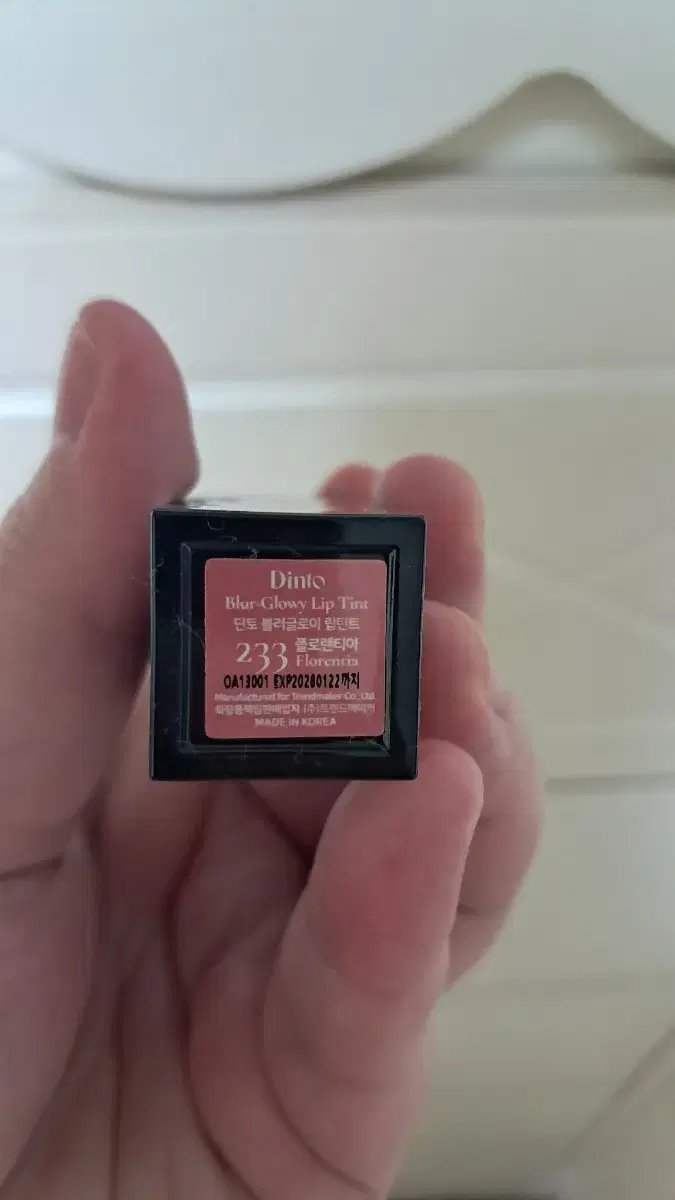 Dinto
Blur-Glowy Lip Tint
딘토 블러글로이 립틴트
233 플로렌티아
Florentia
OA13001 EXP20280122까지
Manufactured for Trendmaker Co.,Ltd
화장품책임판매업자 (주)트렌드메이커
MADE IN KOREA